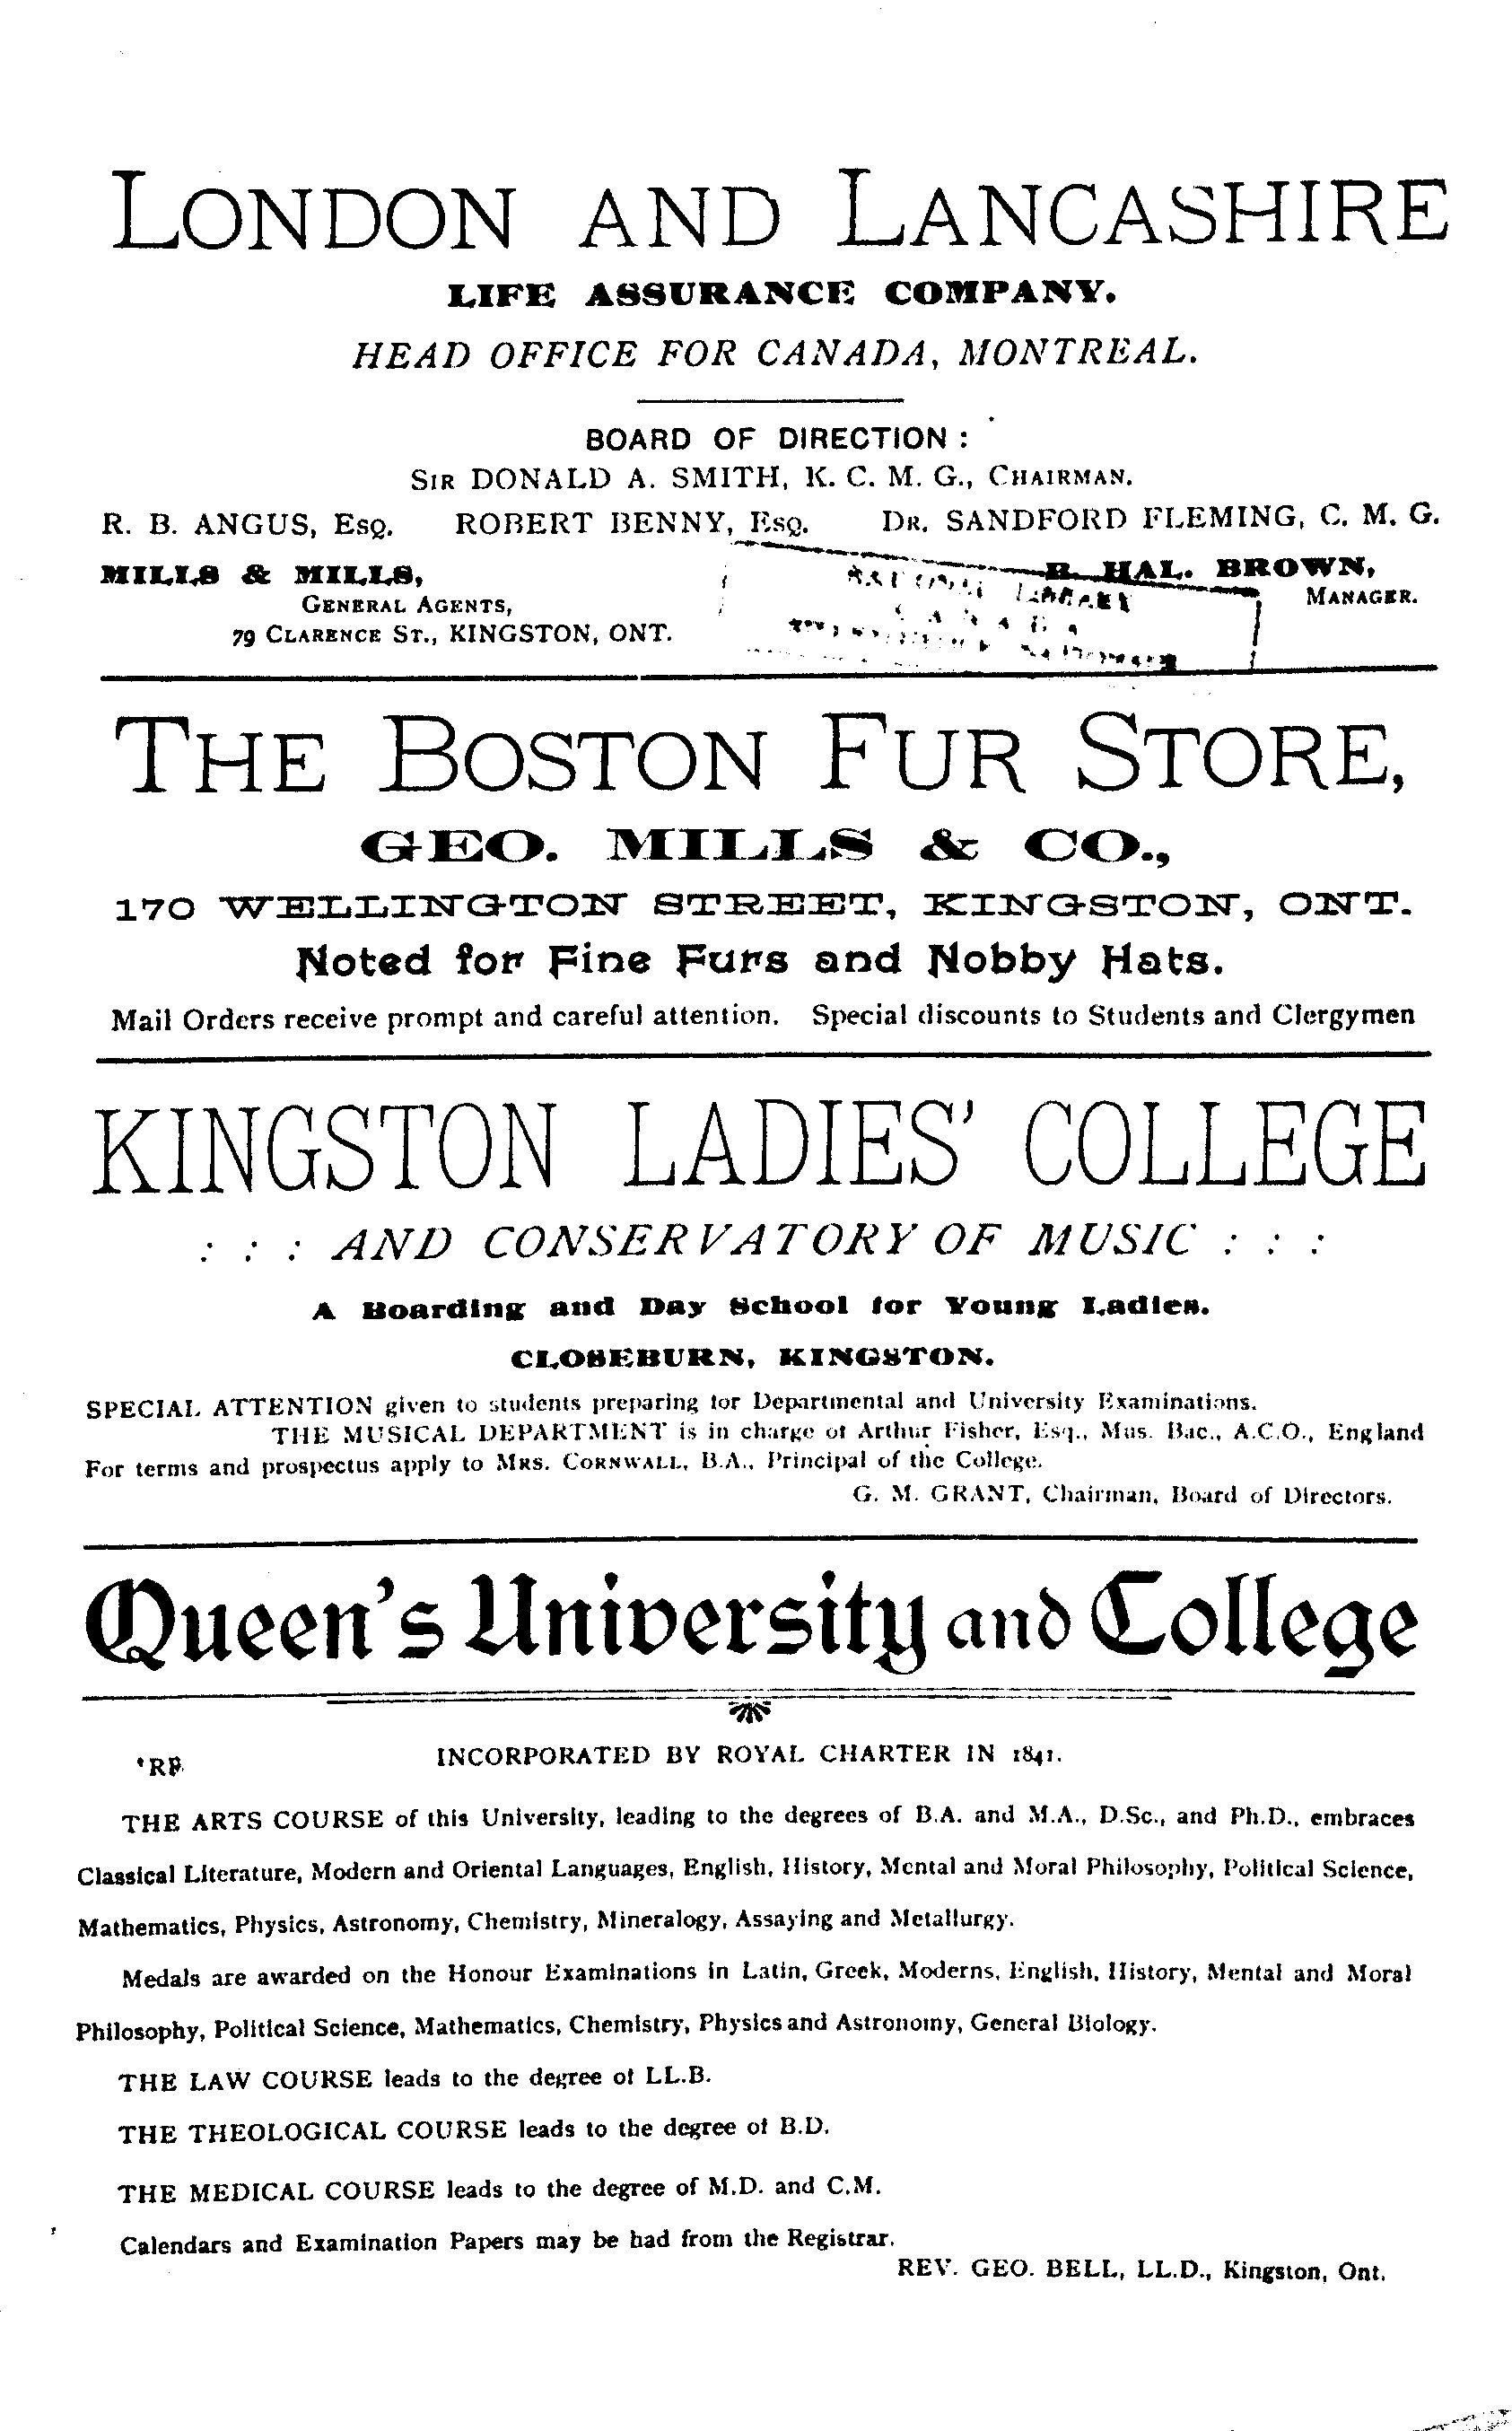 LONDON AND LANCASHIRE
LIFE ASSURANCE COMPANY.
HEAD OFFICE FOR CANADA, MONTREAL.
BOARD OF DIRECTION :
SIR DONALD A. SMITH, K. C. M. G., CHAIRMAN.
R. B. ANGUS, ESQ. ROBERT BENNY, ESQ. DR. SANDFORD FLEMING, C. M. G.
MILLS & MILLS, B. HAL. BROWN,
GENERAL AGENTS, MANAGER.
79 CLARENCE ST., KINGSTON, ONT.
NATIONAL LIBRARY
CANADA
THE BOSTON FUR STORE,
GEO. MILLS & CO.,
170 WELLINGTON STREET, KINGSTON, ONT.
Noted for Fine Furs and Nobby Hats.
Mail Orders receive prompt and careful attention. Special discounts to Students and Clergymen
KINGSTON LADIES' COLLEGE
: : : AND CONSERVATORY OF MUSIC : : :
A Boarding and Day School for Young Ladies.
CLOSEBURN, KINGSTON.
SPECIAL ATTENTION given to students preparing for Departmental and University Examinations.
THE MUSICAL DEPARTMENT is in charge of Arthur Fisher, Esq., Mus. Bac., A.C.O., England
For terms and prospectus apply to MRS. CORNWALL, B.A., Principal of the College.
G. M. GRANT, Chairman, Board of Directors.
Queen's University and College
INCORPORATED BY ROYAL CHARTER IN 1841.
THE ARTS COURSE of this University, leading to the degrees of B.A. and M.A., D.Sc., and Ph.D., embraces
Classical Literature, Modern and Oriental Languages, English, History, Mental and Moral Philosophy, Political Science,
Mathematics, Physics, Astronomy, Chemistry, Mineralogy, Assaying and Metallurgy.
Medals are awarded on the Honour Examinations in Latin, Greek, Moderns, English, History, Mental and Moral
Philosophy, Political Science, Mathematics, Chemistry, Physics and Astronomy, General Biology.
THE LAW COURSE leads to the degree of LL.B.
THE THEOLOGICAL COURSE leads to the degree of B.D.
THE MEDICAL COURSE leads to the degree of M.D. and C.M.
Calendars and Examination Papers may be had from the Registrar.
REV. GEO. BELL, LL.D., Kingston, Ont.